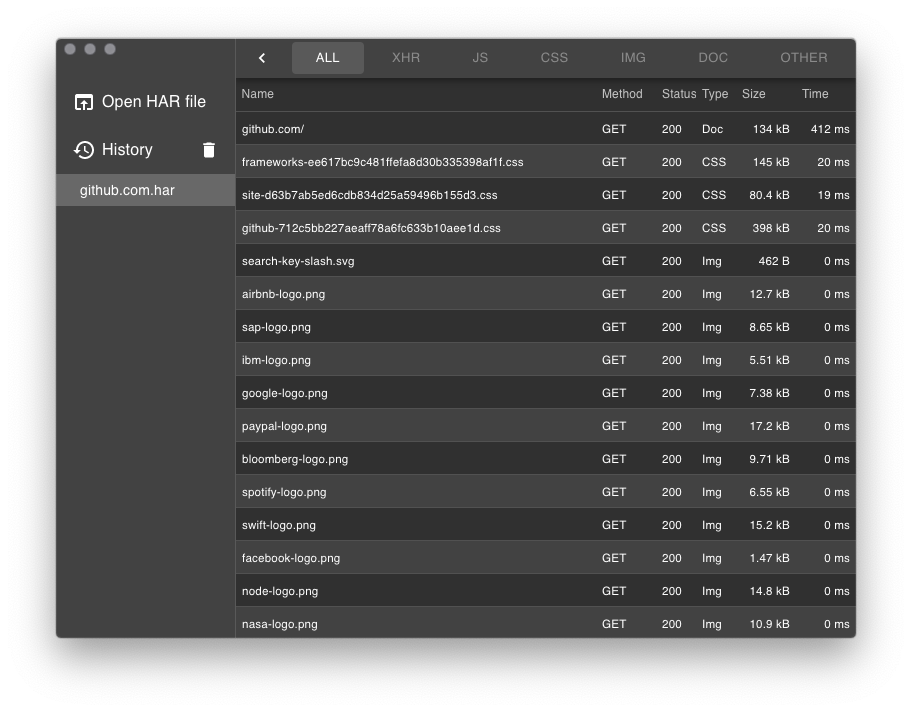 ALL XHR JS CSS IMG DOC OTHER
Open HAR file
History
github.com.har
Name Method Status Type Size Time
github.com/ GET 200 Doc 134 kB 412 ms
frameworks-ee617bc9c481ffefa8d30b335398af1f.css GET 200 CSS 145 kB 20 ms
site-d63b7ab5ed6cdb834d25a59496b155d3.css GET 200 CSS 80.4 kB 19 ms
github-712c5bb227aeaff78a6fc633b10aee1d.css GET 200 CSS 398 kB 20 ms
search-key-slash.svg GET 200 Img 462 B 0 ms
airbnb-logo.png GET 200 Img 12.7 kB 0 ms
sap-logo.png GET 200 Img 8.65 kB 0 ms
ibm-logo.png GET 200 Img 5.51 kB 0 ms
google-logo.png GET 200 Img 7.38 kB 0 ms
paypal-logo.png GET 200 Img 17.2 kB 0 ms
bloomberg-logo.png GET 200 Img 9.71 kB 0 ms
spotify-logo.png GET 200 Img 6.55 kB 0 ms
swift-logo.png GET 200 Img 15.2 kB 0 ms
facebook-logo.png GET 200 Img 1.47 kB 0 ms
node-logo.png GET 200 Img 14.8 kB 0 ms
nasa-logo.png GET 200 Img 10.9 kB 0 ms